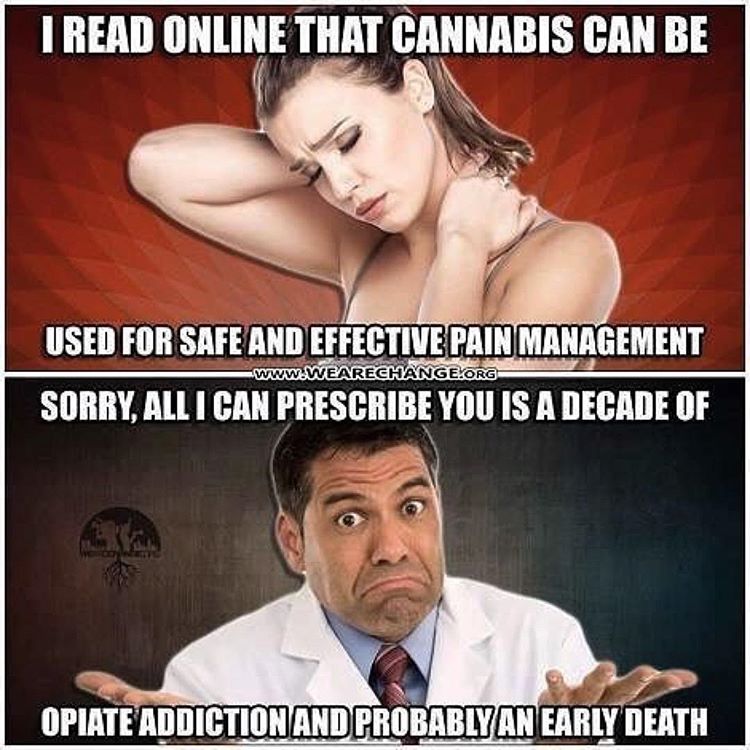 I READ ONLINE THAT CANNABIS CAN BE
USED FOR SAFE AND EFFECTIVE PAIN MANAGEMENT
WWW.WEARECHANGE.ORG
SORRY, ALL I CAN PRESCRIBE YOU IS A DECADE OF
OPIATE ADDICTION AND PROBABLY AN EARLY DEATH